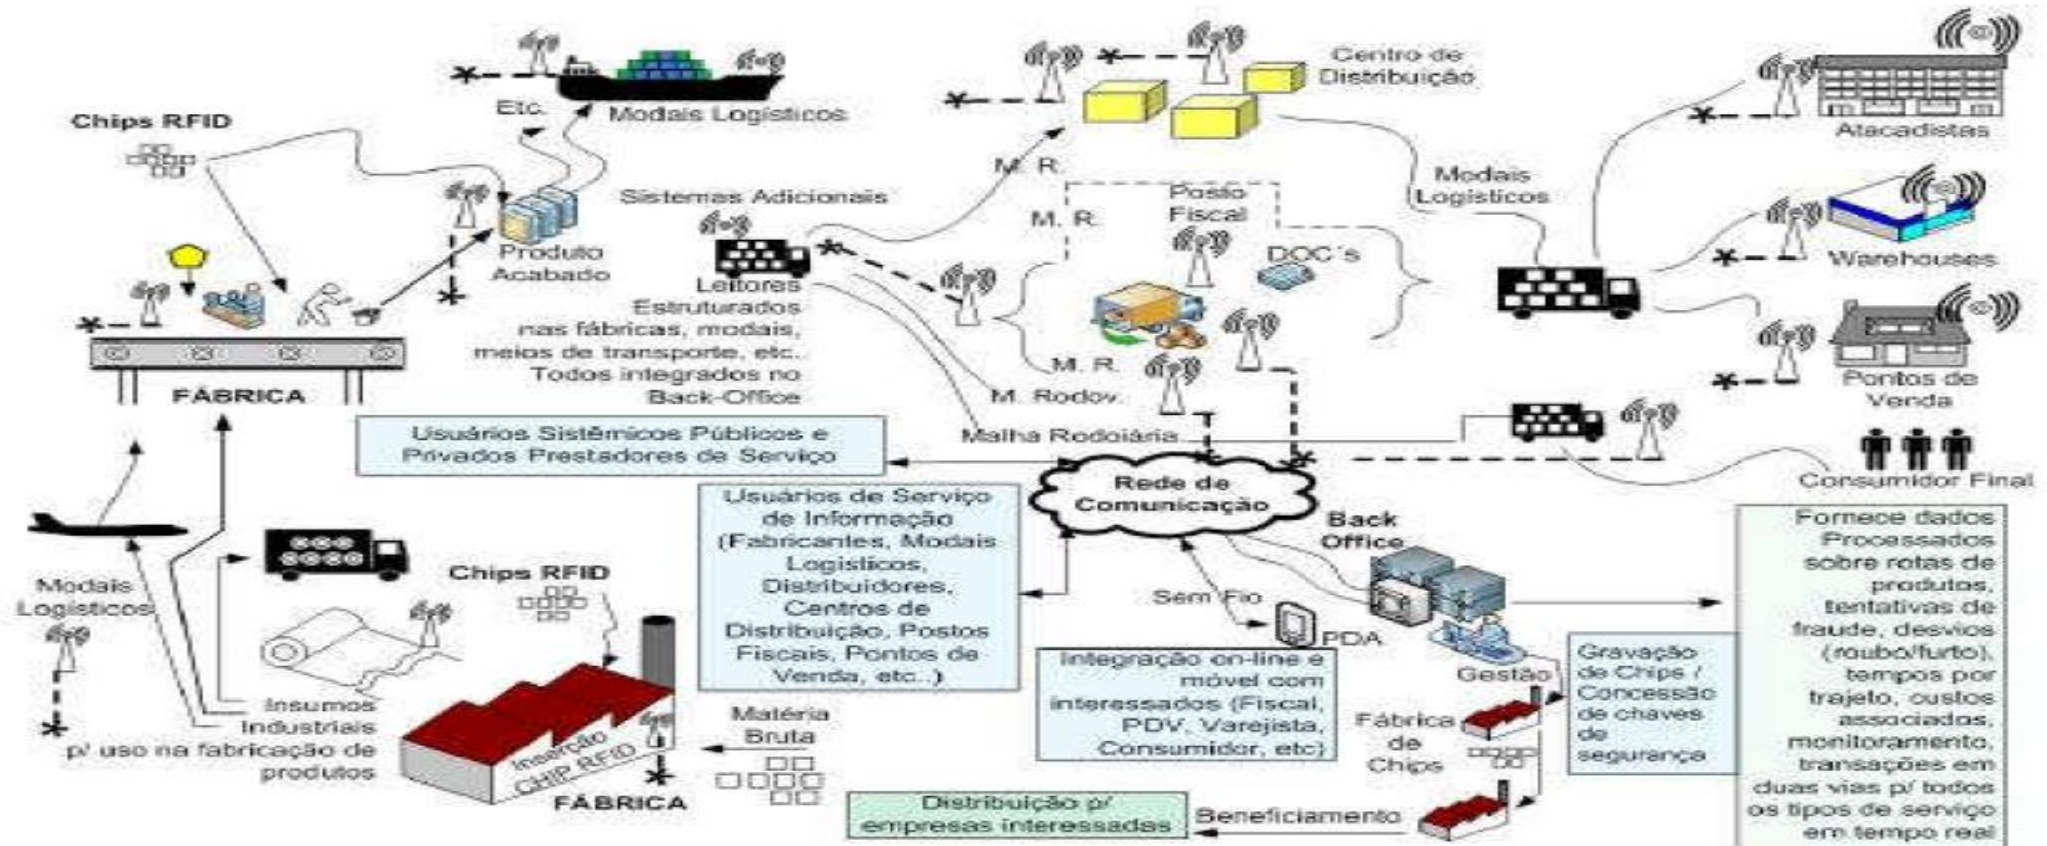 Chips RFID
Etc.
Modais Logísticos
Sistemas Adicionais
Produto
Acabado
Leitores
Estruturados
nas fábricas, modais,
meios de transporte, etc..
Todos integrados no
Back-Office
FÁBRICA
Centro de
Distribuição
M. R.
M. R.
Posto
Fiscal
DOC´s
M. R.
M. Rodov.
Malha Rodoiária
Modais
Logísticos
Atacadistas
Warehouses
Pontos de
Venda
Consumidor Final
Usuários Sistêmicos Públicos e
Privados Prestadores de Serviço
Usuários de Serviço
de Informação
(Fabricantes, Modais
Logísticos,
Distribuidores,
Centros de
Distribuição, Postos
Fiscais, Pontos de
Venda, etc..)
Rede de
Comunicação
Back
Office
Sem Fio
PDA
Gestão
Integração on-line e
móvel com
interessados (Fiscal,
PDV, Varejista,
Consumidor, etc)
Fábrica
de
Chips
Gravação
de Chips /
Concessão
de chaves
de
segurança
Fornece dados
Processados
sobre rotas de
produtos,
tentativas de
fraude, desvios
(roubo/furto),
tempos por
trajeto, custos
associados,
monitoramento,
transações em
duas vias p/ todos
os tipos de serviço
em tempo real
Modais
Logísticos
Chips RFID
Insumos
Industriais
p/ uso na fabricação de
produtos
Inserção
CHIP RFID
FÁBRICA
Matéria
Bruta
Distribuição p/
empresas interessadas
Beneficiamento